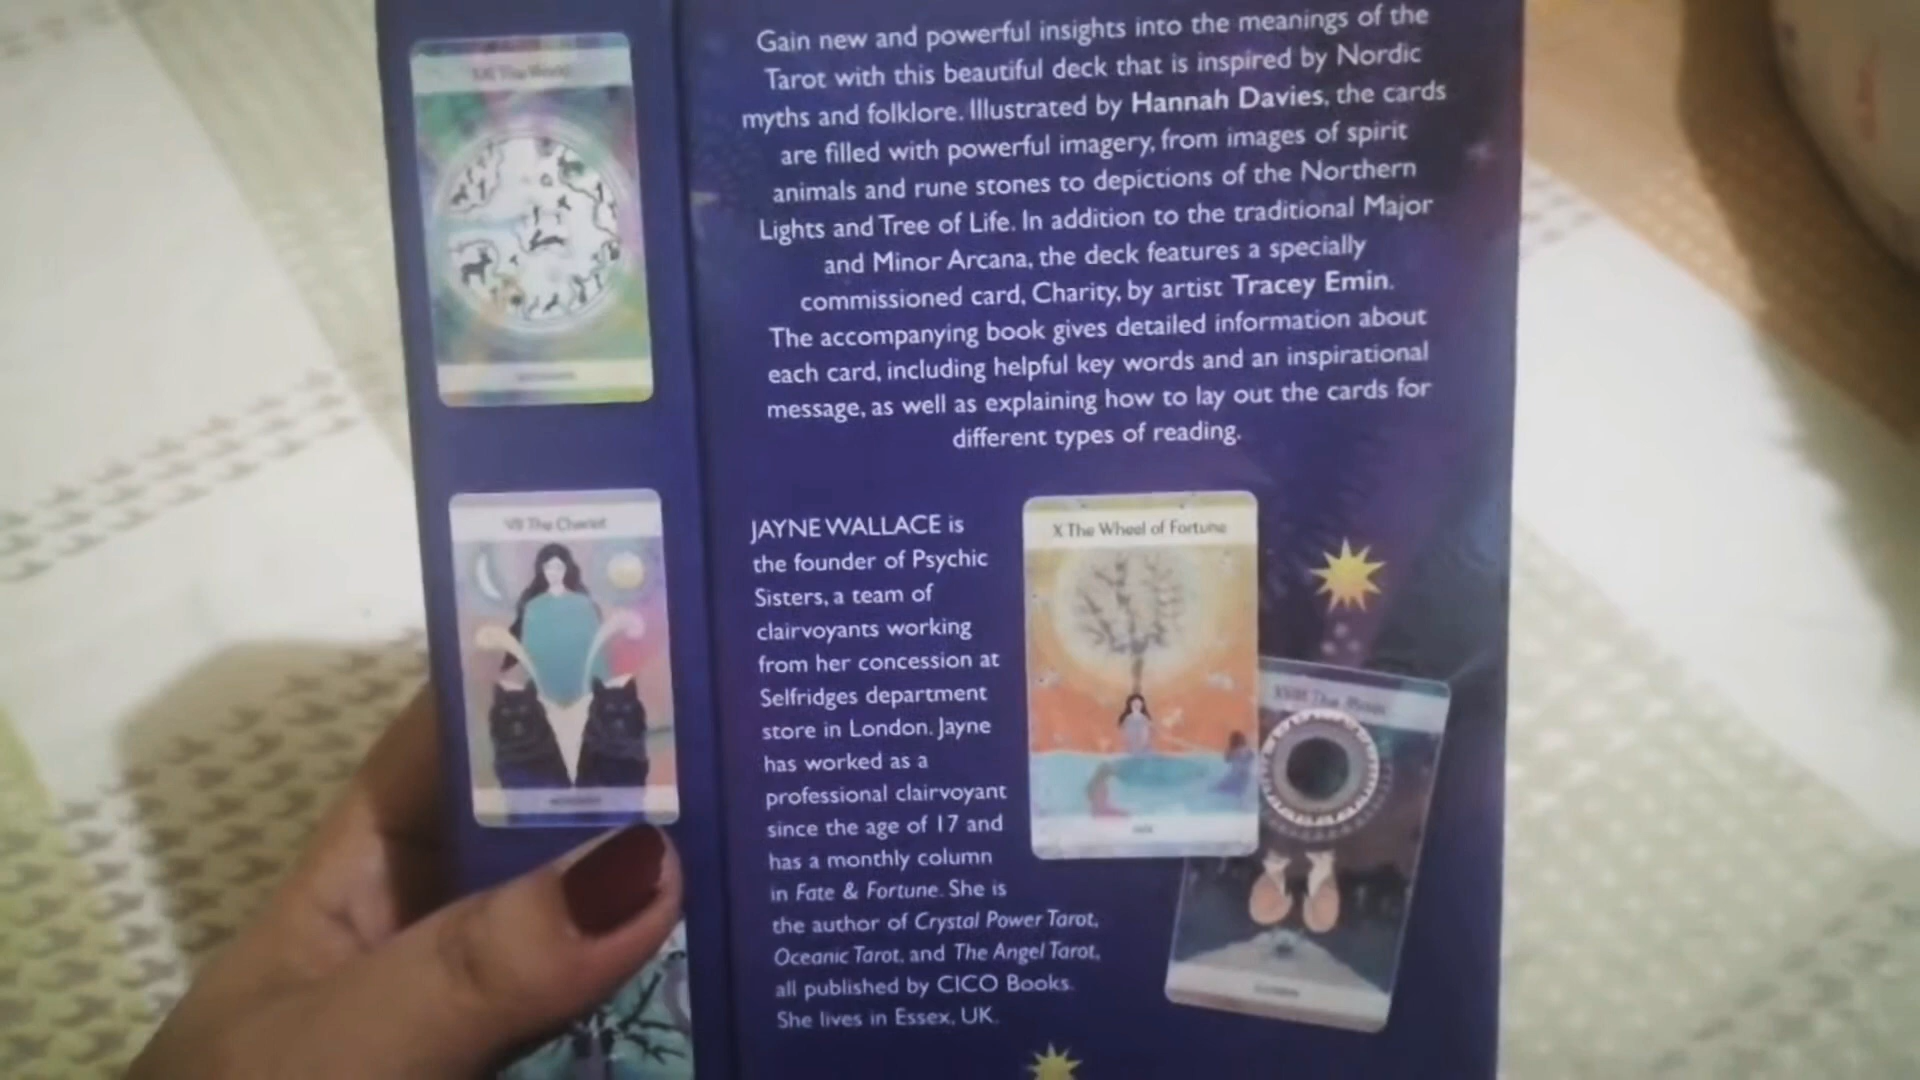 Gain new and powerful insights into the meanings of the
Tarot with this beautiful deck that is inspired by Nordic
myths and folklore. Illustrated by Hannah Davies, the cards
are filled with powerful imagery, from images of spirit
animals and rune stones to depictions of the Northern
Lights and Tree of Life. In addition to the traditional Major
and Minor Arcana, the deck features a specially
commissioned card, Charity, by artist Tracey Emin.
The accompanying book gives detailed information about
each card, including helpful key words and an inspirational
message, as well as explaining how to lay out the cards for
different types of reading.
JAYNE WALLACE is
the founder of Psychic
Sisters, a team of
clairvoyants working
from her concession at
Selfridges department
store in London. Jayne
has worked as a
professional clairvoyant
since the age of 17 and
has a monthly column
in Fate & Fortune. She is
the author of Crystal Power Tarot,
Oceanic Tarot, and The Angel Tarot,
all published by CICO Books.
She lives in Essex, UK.
XXI The World
VII The Chariot
X The Wheel of Fortune
XVIII The Moon